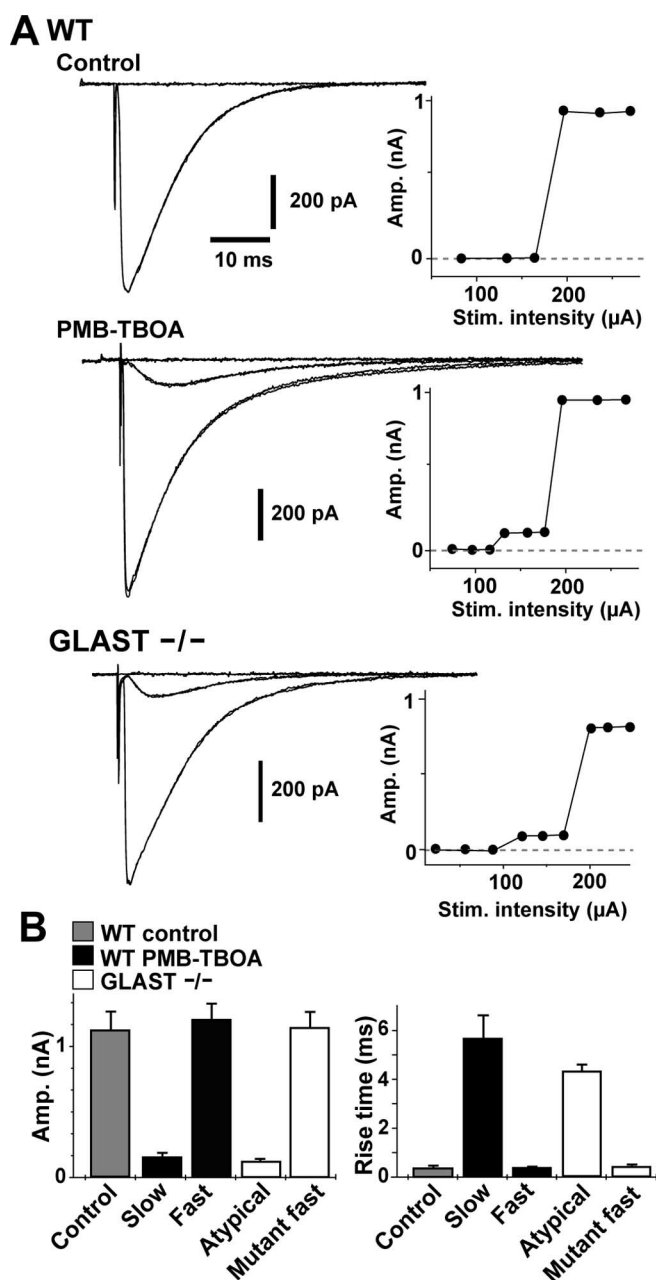 A WT
Control
200 pA
10 ms
1
Amp. (nA)
0
100 200
Stim. intensity (µA)
PMB-TBOA
200 pA
1
Amp. (nA)
0
100 200
Stim. intensity (µA)
GLAST −/−
200 pA
1
Amp. (nA)
0
100 200
Stim. intensity (µA)
B
WT control
WT PMB-TBOA
GLAST −/−
1
Amp. (nA)
0
Control
Slow
Fast
Atypical
Mutant fast
6
4
2
0
Rise time (ms)
Control
Slow
Fast
Atypical
Mutant fast